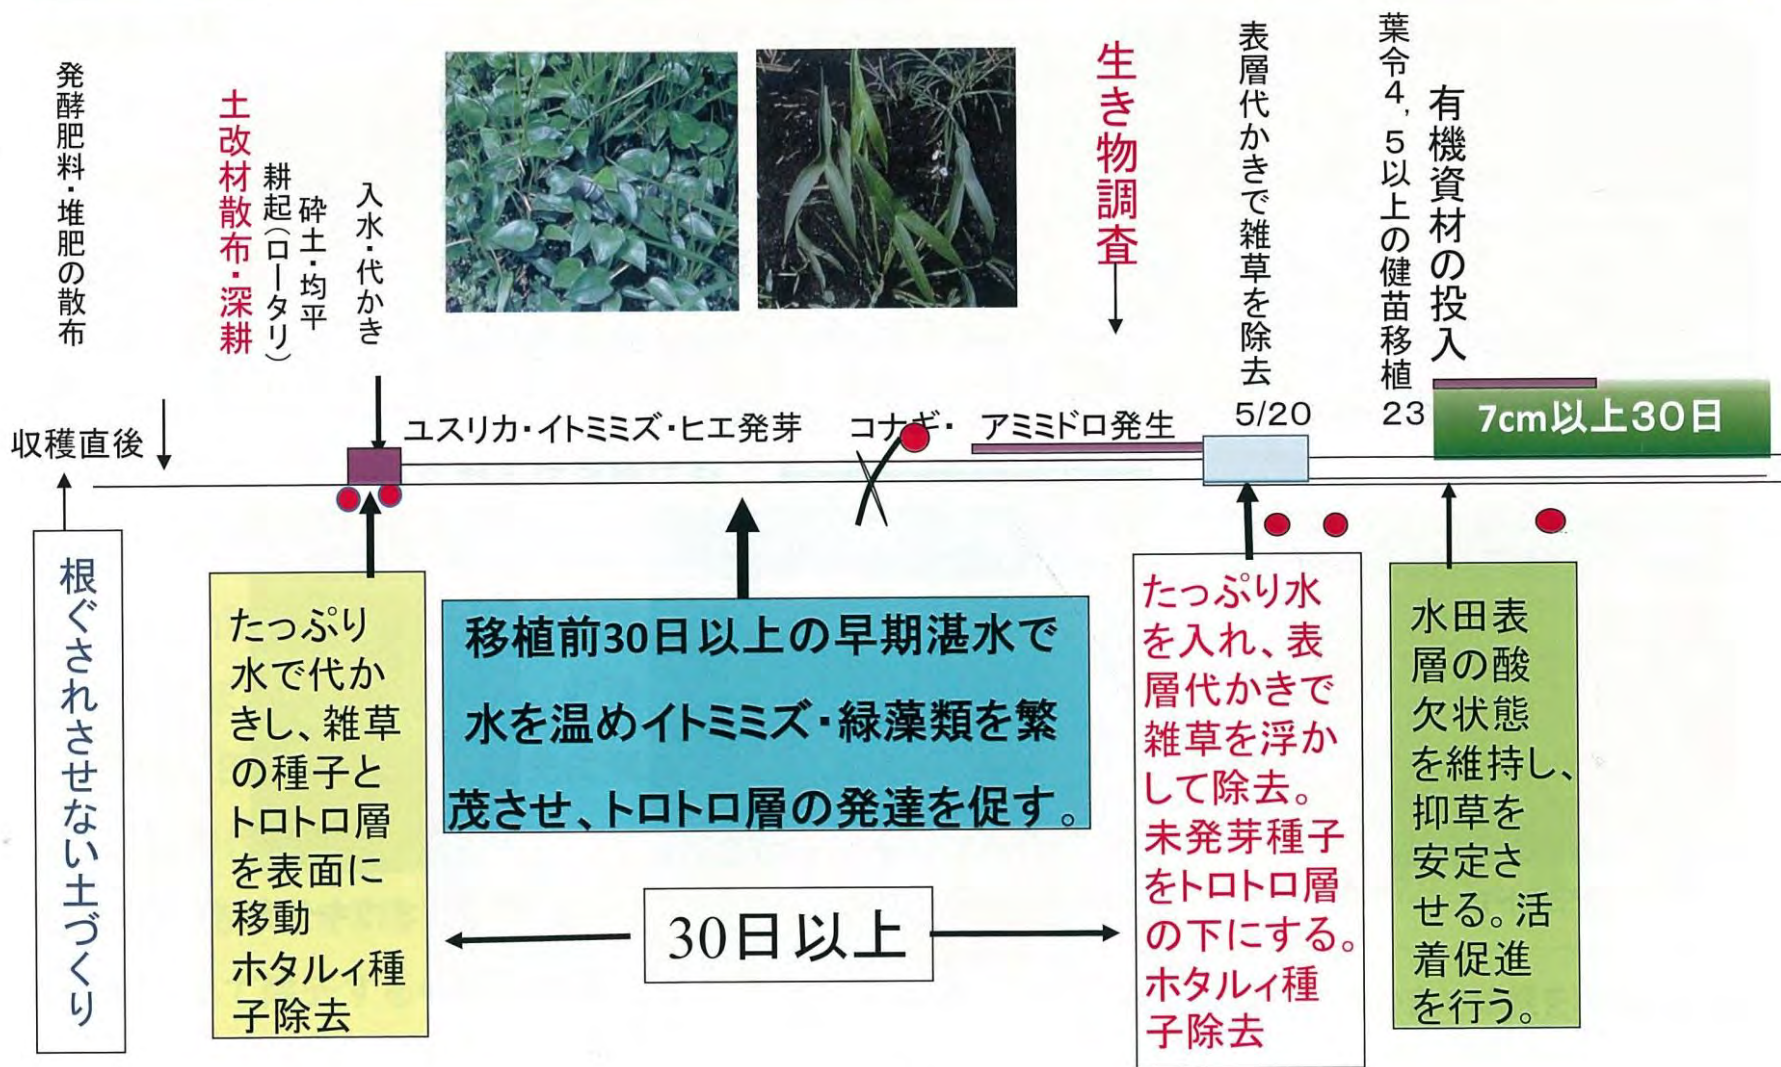 発酵肥料・堆肥の散布
土改材散布・深耕
耕起(ロータリ)
砕土・均平
入水・代かき
生き物調査
表層代かきで雑草を除去
5/20
葉令4,5以上の健苗移植
23
有機資材の投入
7cm以上30日
収穫直後
ユスリカ・イトミミズ・ヒエ発芽
コナギ・
アミミドロ発生
根ぐされさせない土づくり
たっぷり
水で代か
きし、雑草
の種子と
トロトロ層
を表面に
移動
ホタルィ種
子除去
移植前30日以上の早期湛水で
水を温めイトミミズ・緑藻類を繁
茂させ、トロトロ層の発達を促す。
30日以上
たっぷり水
を入れ、表
層代かきで
雑草を浮か
して除去。
未発芽種子
をトロトロ層
の下にする。
ホタルィ種
子除去
水田表
層の酸
欠状態
を維持し、
抑草を
安定さ
せる。活
着促進
を行う。